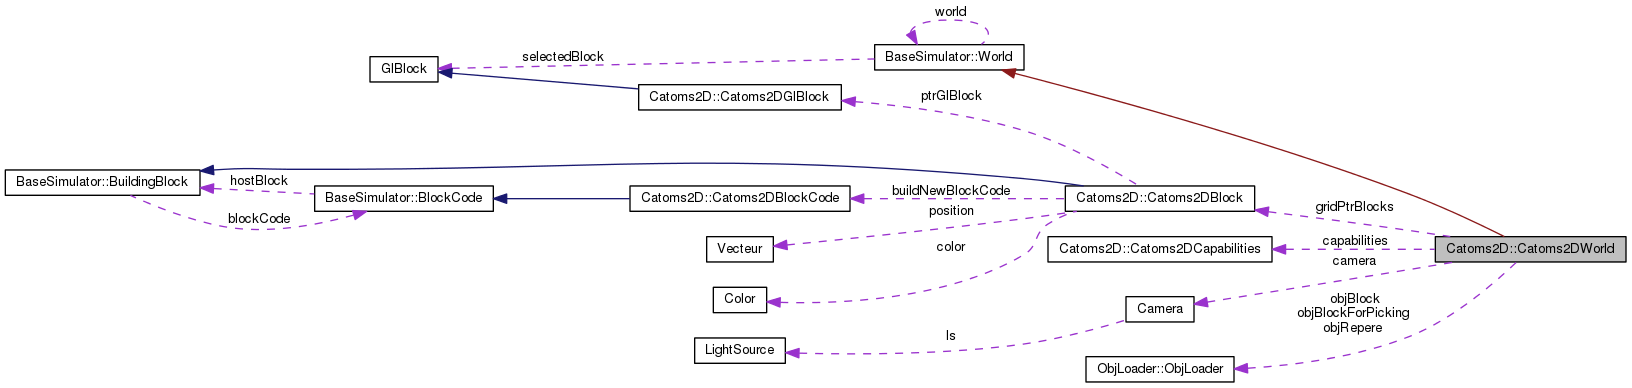 world
selectedBlock
BaseSimulator::World
GlBlock
Catoms2D::Catoms2DGlBlock
ptrGlBlock
BaseSimulator::BuildingBlock
hostBlock
blockCode
BaseSimulator::BlockCode
Catoms2D::Catoms2DBlockCode
buildNewBlockCode
Catoms2D::Catoms2DBlock
position
color
gridPtrBlocks
Vecteur
Catoms2D::Catoms2DCapabilities
capabilities
camera
Catoms2D::Catoms2DWorld
Color
Camera
objBlock
objBlockForPicking
objRepere
ls
LightSource
ObjLoader::ObjLoader